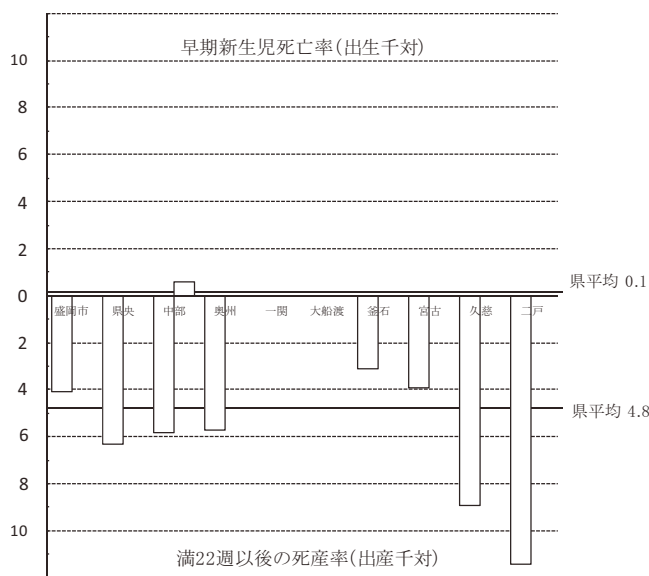 早期新生児死亡率(出生千対)
10
8
6
4
2
0
県平均 0.1
盛岡市 県央 中部 奥州 一関 大船渡 釜石 宮古 久慈 二戸
2
4
県平均 4.8
6
8
10
満22週以後の死産率(出産千対)